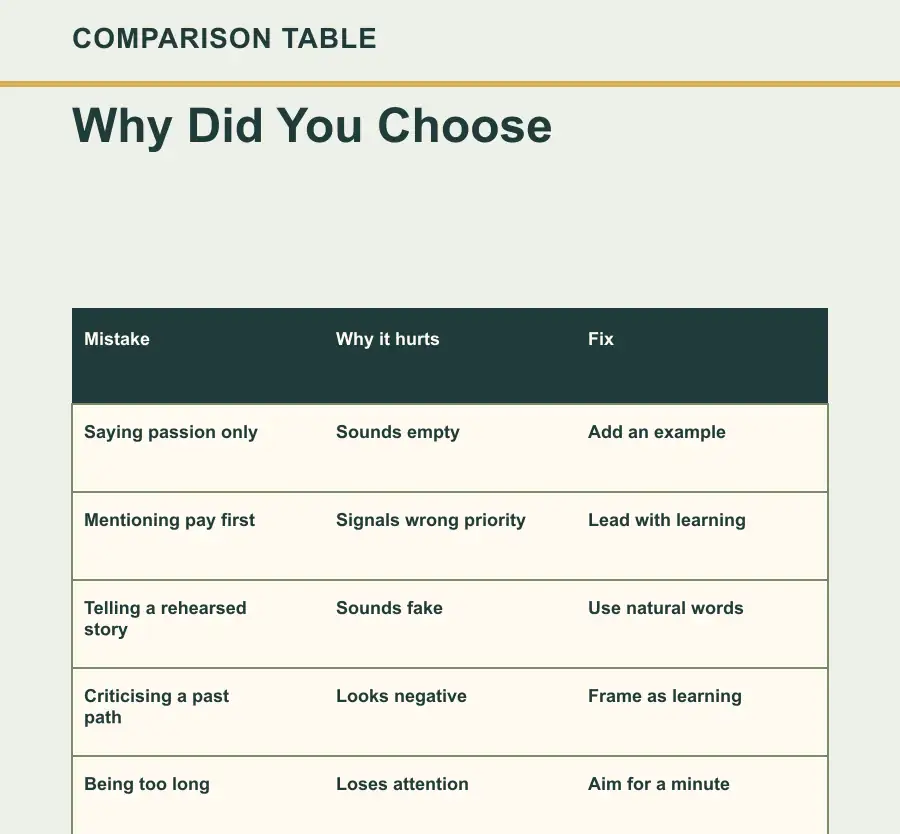 COMPARISON TABLE
Why Did You Choose
Mistake Why it hurts Fix
Saying passion only Sounds empty Add an example
Mentioning pay first Signals wrong priority Lead with learning
Telling a rehearsed Sounds fake Use natural words
story
Criticising a past Looks negative Frame as learning
path
Being too long Loses attention Aim for a minute